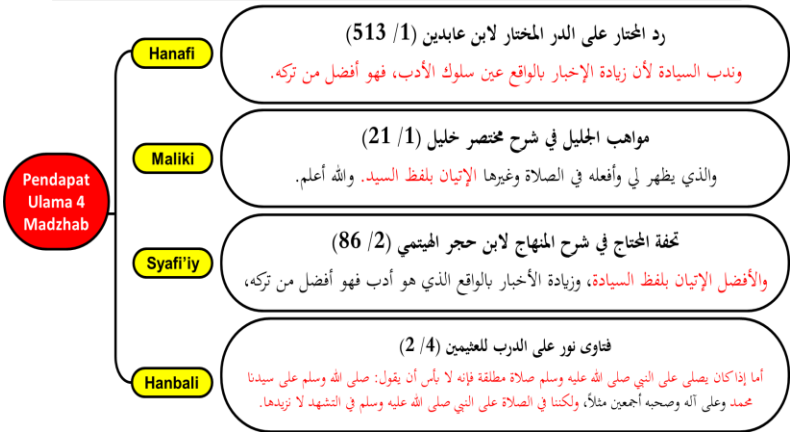 Pendapat
Ulama 4
Madzhab
Hanafi
رد المحتار على الدر المختار لابن عابدين (1/ 513)
وندب السيادة لأن زيادة الإخبار بالواقع عين سلوك الأدب، فهو أفضل من تركه.
Maliki
مواهب الجليل في شرح مختصر خليل (1/ 21)
والذي يظهر لي وأفعله في الصلاة وغيرها الإتيان بلفظ السيد. والله أعلم.
Syafi'iy
تحفة المحتاج في شرح المنهاج لابن حجر الهيتمي (2/ 86)
والأفضل الإتيان بلفظ السيادة، وزيادة الأخبار بالواقع الذي هو أدب فهو أفضل من تركه،
Hanbali
فتاوى نور على الدرب للعثيمين (4/ 2)
أما إذا كان يصلى على النبي صلى الله عليه وسلم صلاة مطلقة فإنه لا بأس أن يقول: صلى الله وسلم على سيدنا
محمد وعلى آله وصحبه أجمعين مثلاً، ولكننا في الصلاة على النبي صلى الله عليه وسلم في التشهد لا نزيدها.